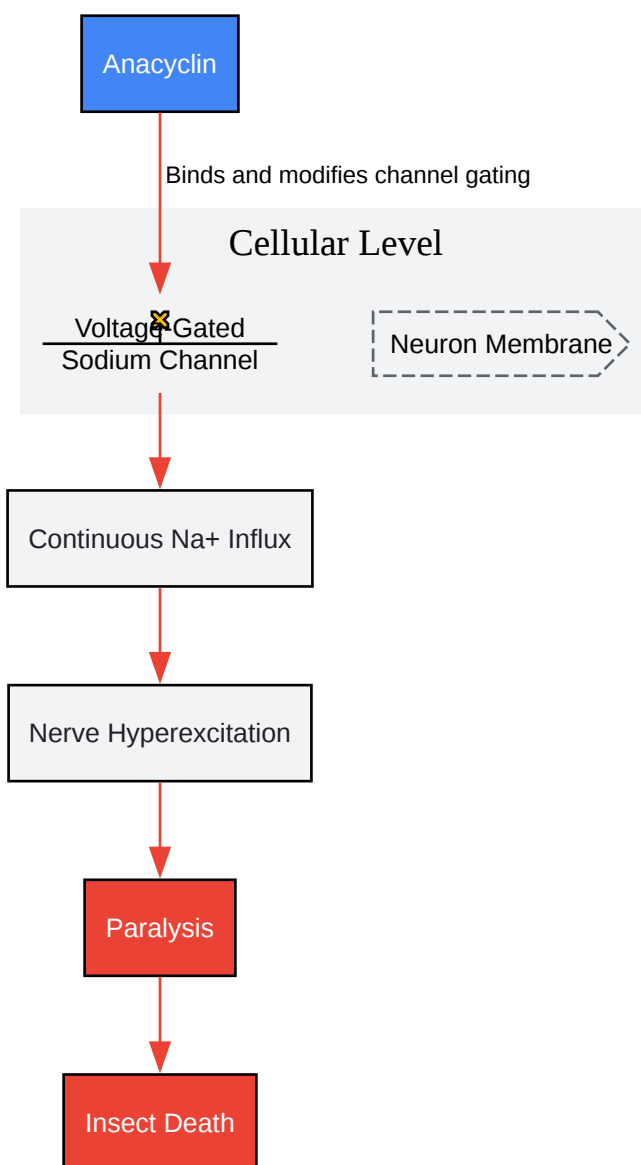 Anacyclin
Binds and modifies channel gating
Cellular Level
Voltage-Gated
Sodium Channel
Neuron Membrane
Continuous Na+ Influx
Nerve Hyperexcitation
Paralysis
Insect Death